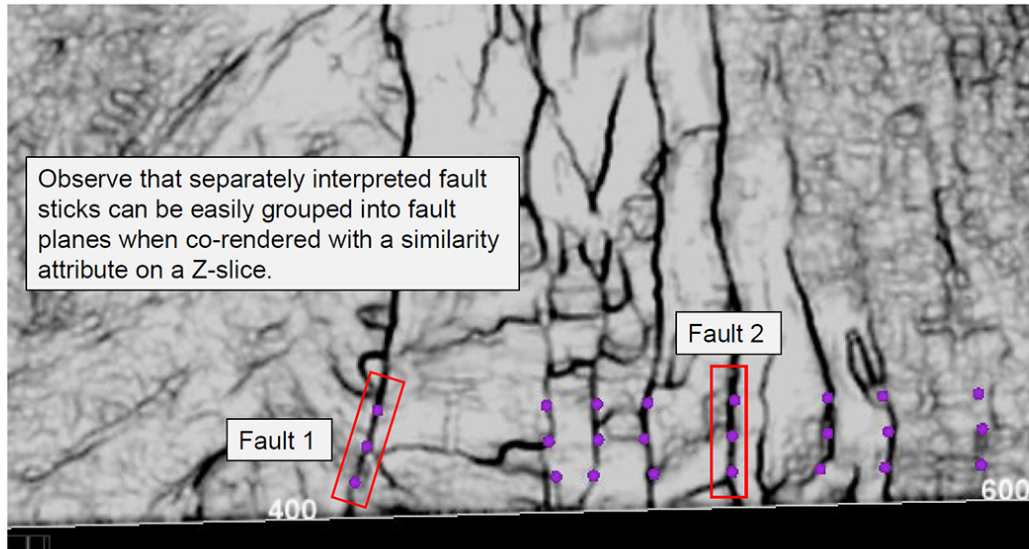 Observe that separately interpreted fault
sticks can be easily grouped into fault
planes when co-rendered with a similarity
attribute on a Z-slice.
Fault 2
Fault 1
400
600